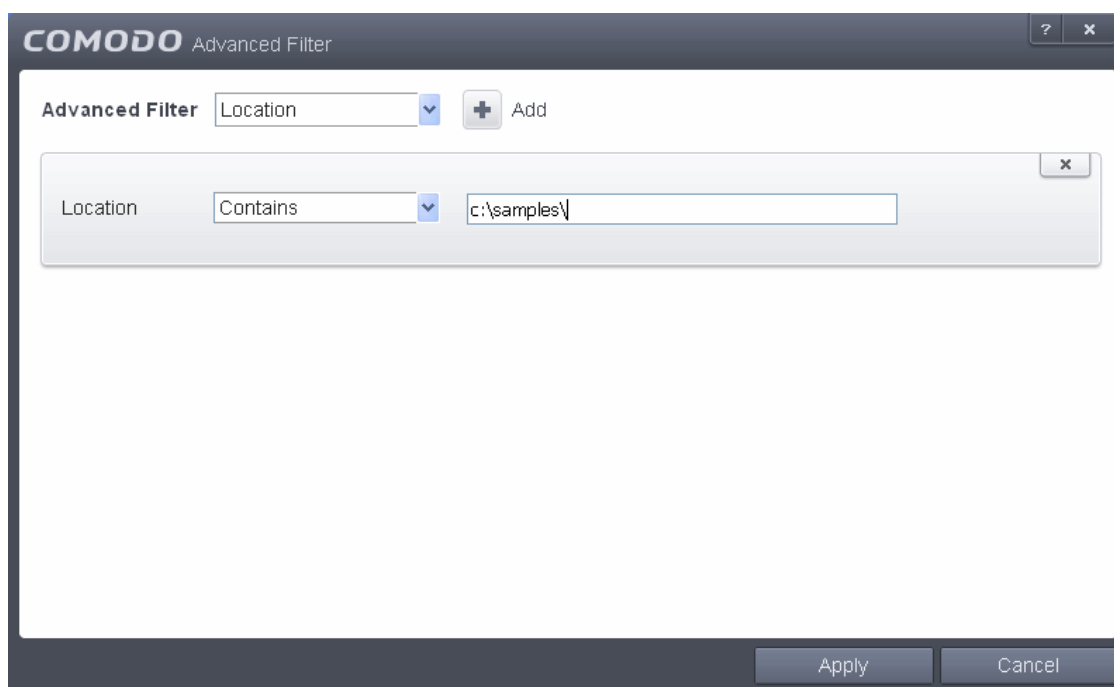 COMODO Advanced Filter ? x
Advanced Filter Location + Add
x
Location Contains c:\samples\
Apply Cancel